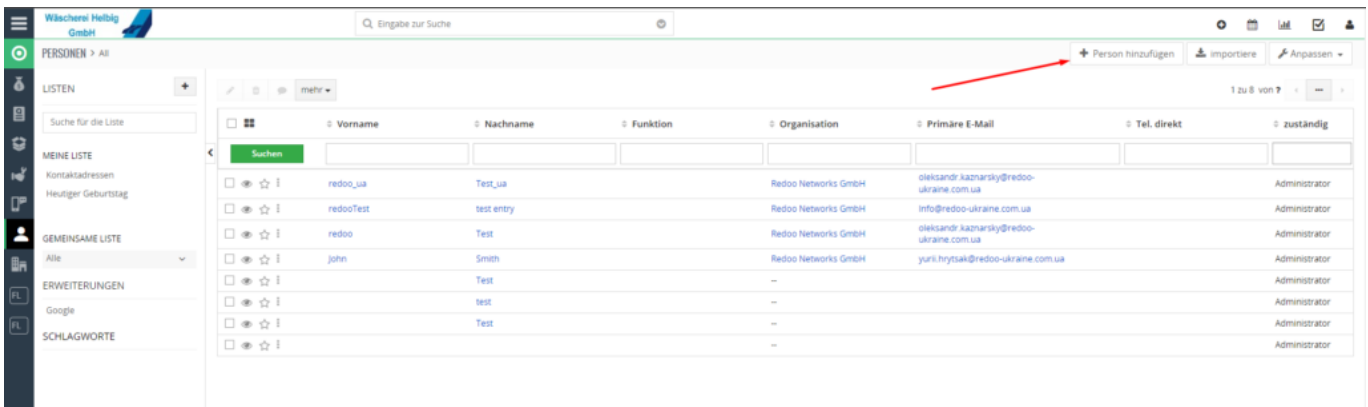 Wäscherei Helbig
GmbH
Eingabe zur Suche
PERSONEN > All
Person hinzufügen
importiere
Anpassen
LISTEN
mehr
1 zu 8 von ?
Suche für die Liste
Vorname Nachname Funktion Organisation Primäre E-Mail Tel. direkt zuständig
MEINE LISTE
Suchen
Kontaktadressen
Heutiger Geburtstag
redoo_ua Test_ua Redoo Networks GmbH oleksandr.kaznarsky@redoo-
ukraine.com.ua Administrator
redooTest test entry Redoo Networks GmbH info@redoo-ukraine.com.ua Administrator
GEMEINSAME LISTE
redoo Test Redoo Networks GmbH oleksandr.kaznarsky@redoo-
ukraine.com.ua Administrator
Alle
John Smith Redoo Networks GmbH yurii.hrytsak@redoo-ukraine.com.ua Administrator
ERWEITERUNGEN
Test -- Administrator
Google
test -- Administrator
Test -- Administrator
SCHLAGWORTE
-- Administrator
FL
FL